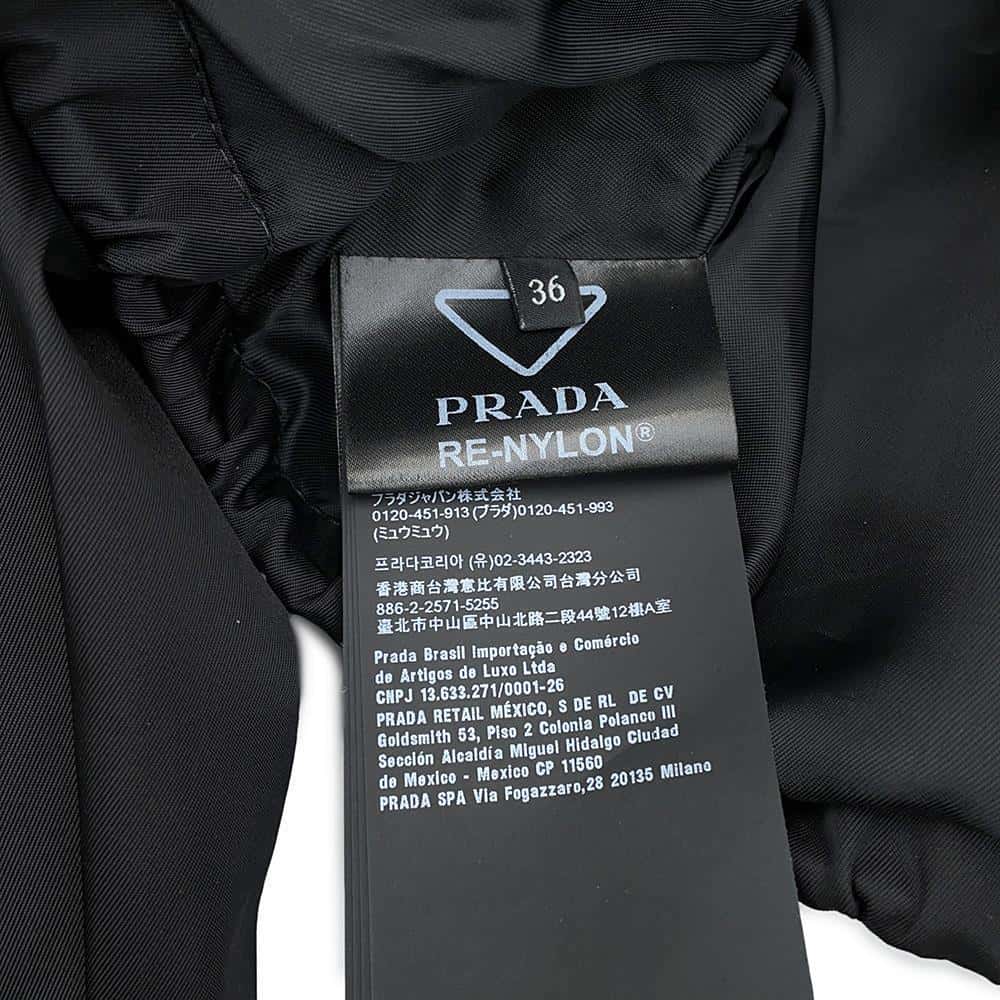 36
PRADA
RE-NYLON®
プラダジャパン株式会社
0120-451-913 (プラダ)0120-451-993
(ミュウミュウ)
프라다코리아 (유)02-3443-2323
香港商台灣意比有限公司台灣分公司
886-2-2571-5255
臺北市中山區中山北路二段44號12樓A室
Prada Brasil Importação e Comércio
de Artigos de Luxo Ltda
CNPJ 13.633.271/0001-26
PRADA RETAIL MÉXICO, S DE RL DE CV
Goldsmith 53, Piso 2 Colonia Polanco III
Sección Alcaldía Miguel Hidalgo Ciudad
de Mexico - Mexico CP 11560
PRADA SPA Via Fogazzaro,28 20135 Milano